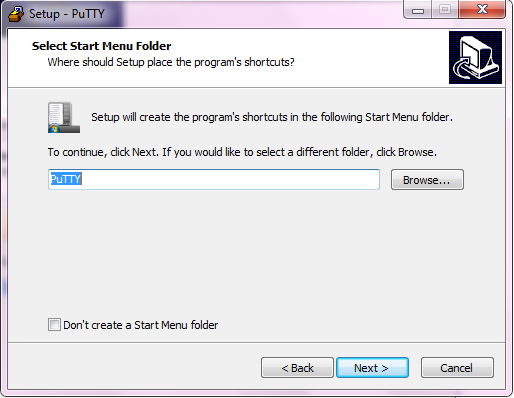 Setup - PuTTY
Select Start Menu Folder
Where should Setup place the program's shortcuts?
Setup will create the program's shortcuts in the following Start Menu folder.
To continue, click Next. If you would like to select a different folder, click Browse.
PuTTY
Browse...
Don't create a Start Menu folder
< Back
Next >
Cancel